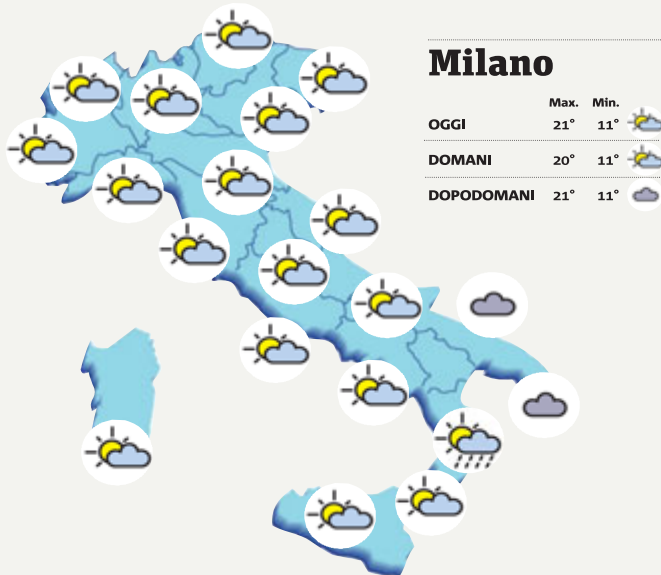 Milano
Max. Min.
OGGI 21° 11°
DOMANI 20° 11°
DOPODOMANI 21° 11°